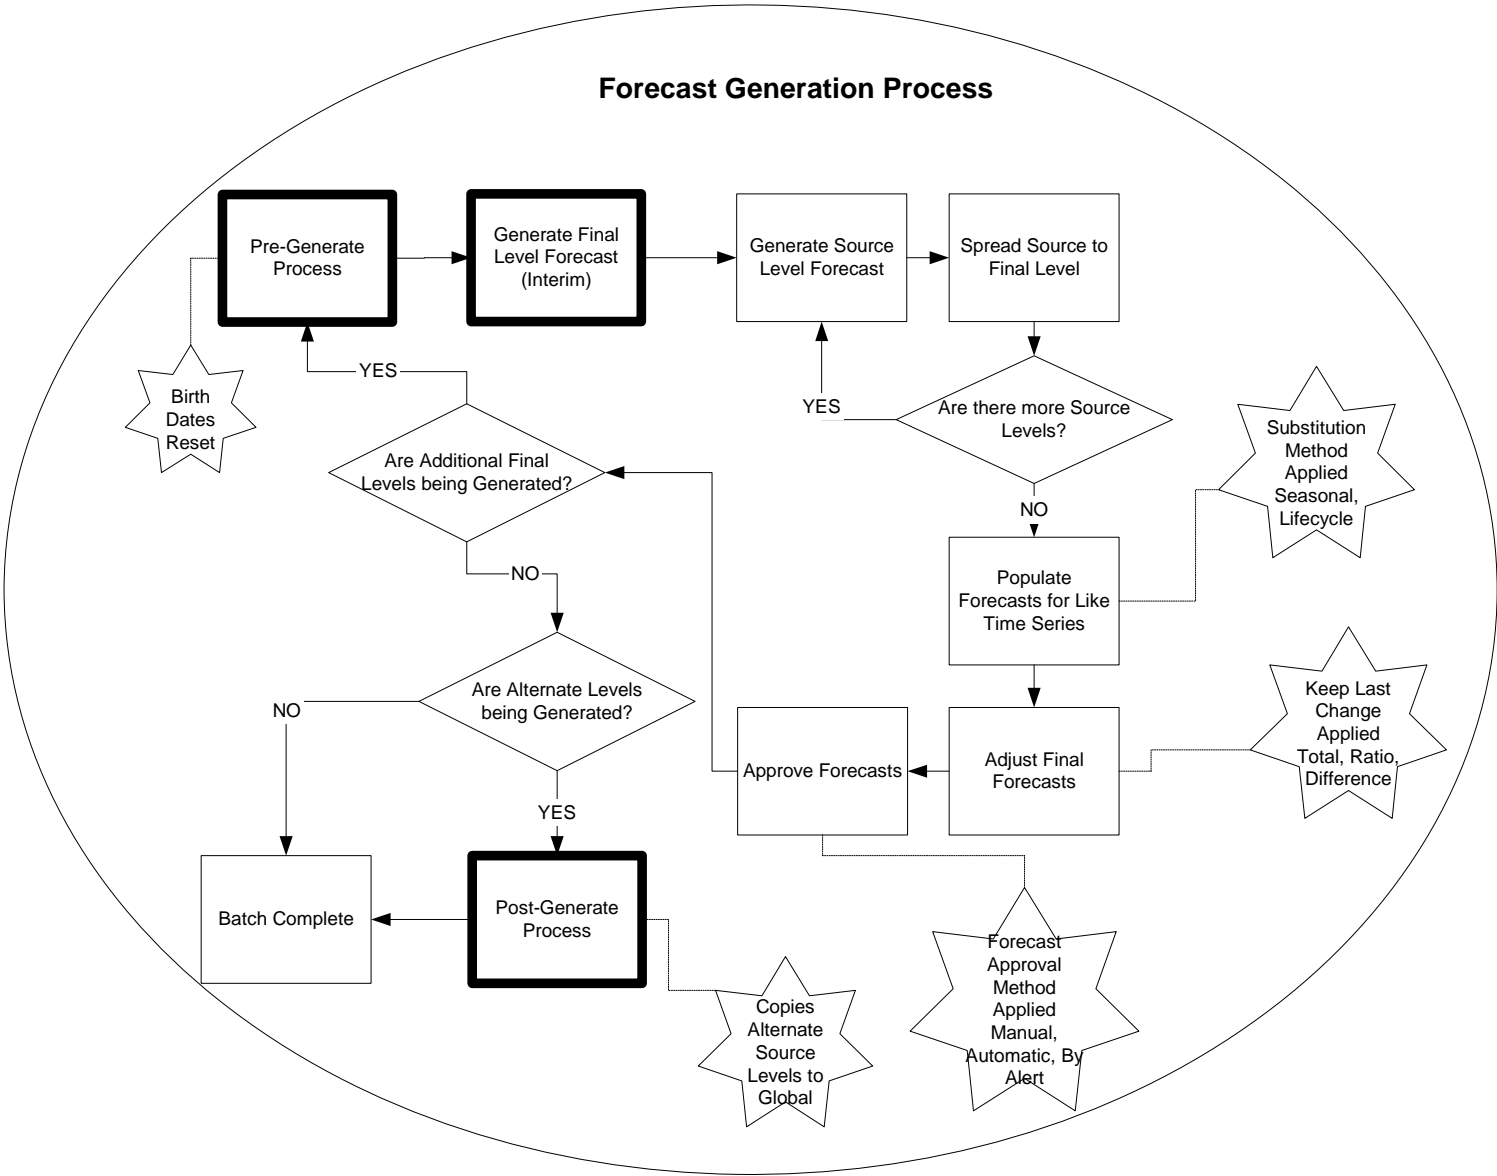 Forecast Generation Process
Pre-Generate
Process
Generate Final
Level Forecast
(Interim)
Generate Source
Level Forecast
Spread Source to
Final Level
YES
Birth
Dates
Reset
YES
Are there more Source
Levels?
Substitution
Method
Applied
Seasonal,
Lifecycle
Are Additional Final
Levels being Generated?
NO
NO
Populate
Forecasts for Like
Time Series
Are Alternate Levels
being Generated?
NO
Keep Last
Change
Applied
Total, Ratio,
Difference
Approve Forecasts
Adjust Final
Forecasts
YES
Batch Complete
Post-Generate
Process
Forecast
Approval
Method
Applied
Manual,
Automatic, By
Alert
Copies
Alternate
Source
Levels to
Global